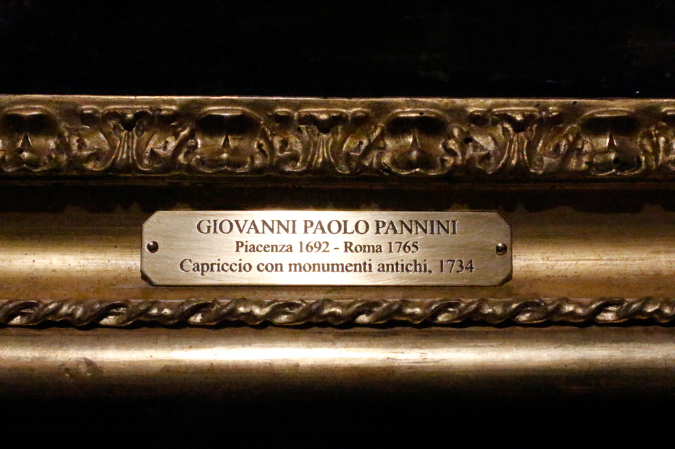 GIOVANNI PAOLO PANNINI
Piacenza 1692 - Roma 1765
Capriccio con monumenti antichi, 1734